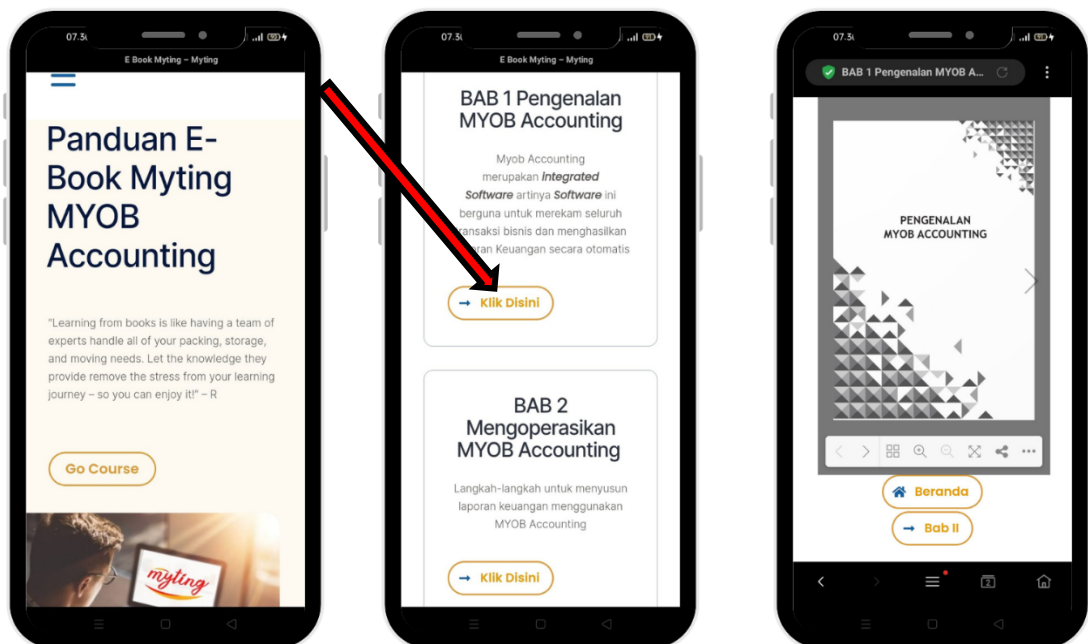 07.3
E Book Myting – Myting
Panduan E-
Book Myting
MYOB
Accounting
"Learning from books is like having a team of
experts handle all of your packing, storage,
and moving needs. Let the knowledge they
provide remove the stress from your learning
journey – so you can enjoy it!" – R
Go Course
myting
07.3
E Book Myting – Myting
BAB 1 Pengenalan
MYOB Accounting
Myob Accounting
merupakan integrated
Software artinya Software ini
berguna untuk merekam seluruh
transaksi bisnis dan menghasilkan
Keuangan secara otomatis
→ Klik Disini
BAB 2
Mengoperasikan
MYOB Accounting
Langkah-langkah untuk menyusun
laporan keuangan menggunakan
MYOB Accounting
→ Klik Disini
07.3
BAB 1 Pengenalan MYOB A...
PENGENALAN
MYOB ACCOUNTING
Beranda
→ Bab II
2